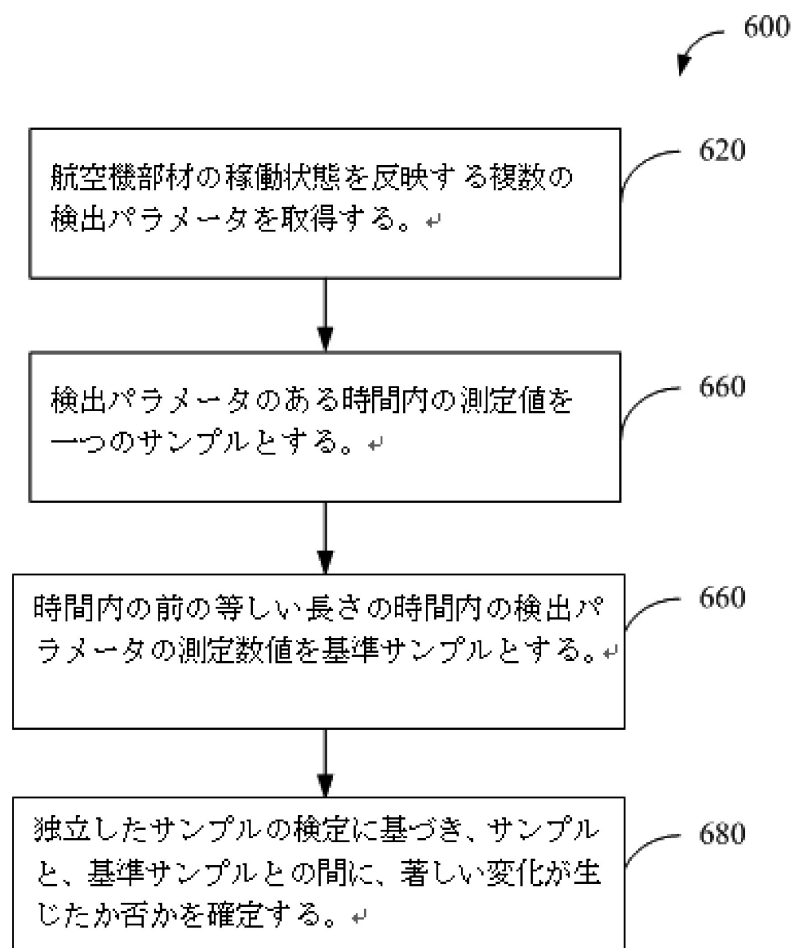 600
航空機部材の稼働状態を反映する複数の
検出パラメータを取得する。↵
620
検出パラメータのある時間内の測定値を
一つのサンプルとする。↵
660
時間内の前の等しい長さの時間内の検出パ
ラメータの測定数値を基準サンプルとする。↵
660
独立したサンプルの検定に基づき、サンプル
と、基準サンプルとの間に、著しい変化が生
じたか否かを確定する。↵
680